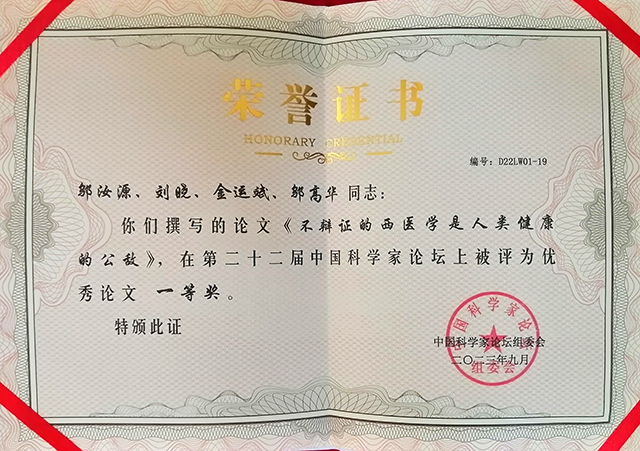 荣誉证书
HONORARY CREDENTIAL
编号：D22LW01-19
邬汝源、刘晓、金运斌、邬高华同志：
你们撰写的论文《不辩证的西医学是人类健康
的公敌》，在第二十二届中国科学家论坛上被评为优
秀论文 一等奖。
特颁此证
中国科学家论坛组委会
二〇二三年九月
中国科学家论坛
组委会